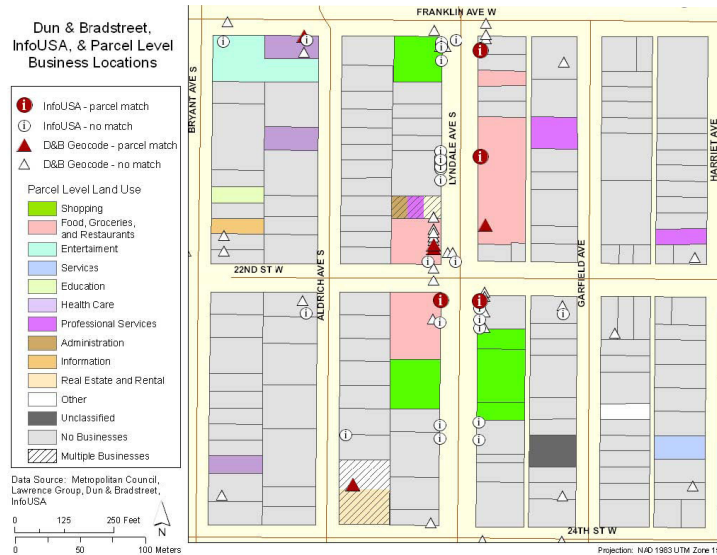 Dun & Bradstreet,
InfoUSA, & Parcel Level
Business Locations
InfoUSA - parcel match
InfoUSA - no match
D&B Geocode - parcel match
D&B Geocode - no match
Parcel Level Land Use
Shopping
Food, Groceries,
and Restaurants
Entertaiment
Services
Education
Health Care
Professional Services
Administration
Information
Real Estate and Rental
Other
Unclassified
No Businesses
Multiple Businesses
Data Source: Metropolitan Council,
Lawrence Group, Dun & Bradstreet,
InfoUSA
0 125 250 Feet
0 50 100 Meters
N
FRANKLIN AVE W
BRYANT AVE S
LYNDALE AVE S
HARRIET AVE
22ND ST W
ALDRICH AVE S
GARFIELD AVE
24TH ST W
Projection: NAD 1983 UTM Zone 1